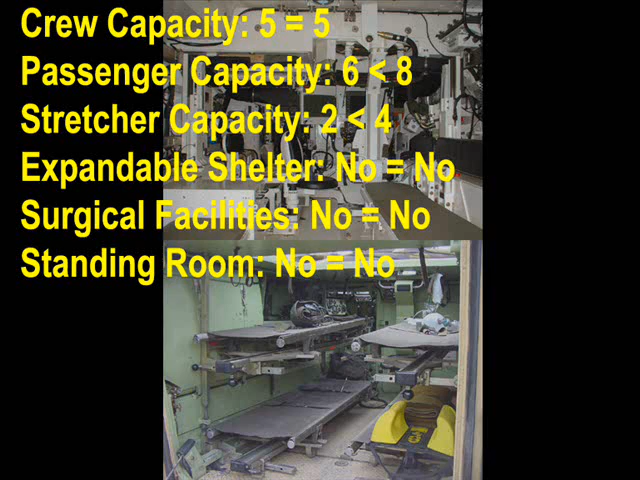 Crew Capacity: 5 = 5
Passenger Capacity: 6 < 8
Stretcher Capacity: 2 < 4
Expandable Shelter: No = No
Surgical Facilities: No = No
Standing Room: No = No